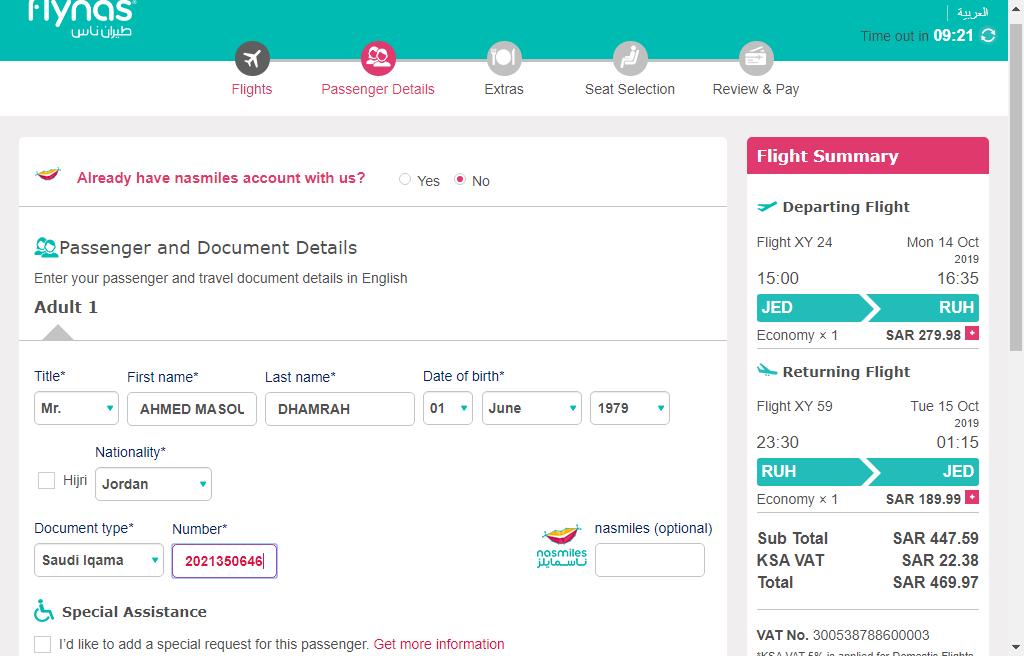 flynas
طيران ناس
العربية
Time out in 09:21
Flights
Passenger Details
Extras
Seat Selection
Review & Pay
Already have nasmiles account with us?
Yes
No
Passenger and Document Details
Enter your passenger and travel document details in English
Adult 1
Title*
First name*
Last name*
Date of birth*
Mr.
AHMED MASOU
DHAMRAH
01
June
1979
Nationality*
Hijri
Jordan
Document type*
Number*
nasmiles (optional)
Saudi Iqama
2021350646
nasmiles
ناسمايلز
Special Assistance
I'd like to add a special request for this passenger. Get more information
Flight Summary
Departing Flight
Flight XY 24
Mon 14 Oct
2019
15:00
16:35
JED
RUH
Economy × 1
SAR 279.98
Returning Flight
Flight XY 59
Tue 15 Oct
2019
23:30
01:15
RUH
JED
Economy × 1
SAR 189.99
Sub Total SAR 447.59
KSA VAT SAR 22.38
Total SAR 469.97
VAT No. 300538788600003
*KSA VAT 5% is applied for Domestic Flights